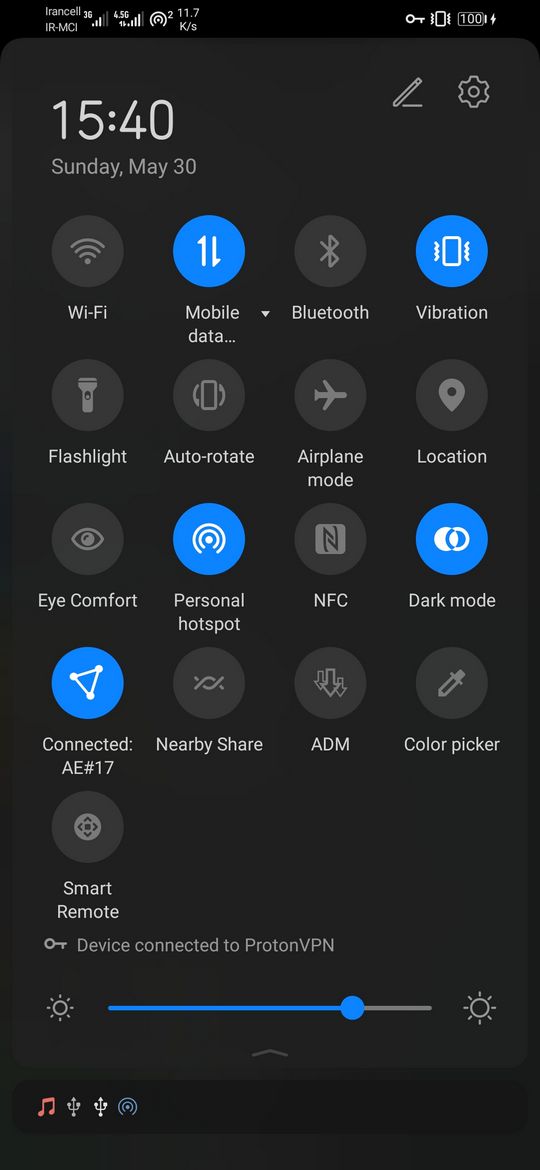 Irancell 3G 4.5G 2 11.7
IR-MCI K/s 100
15:40
Sunday, May 30
Wi-Fi Mobile data... Bluetooth Vibration
Flashlight Auto-rotate Airplane mode Location
Eye Comfort Personal hotspot NFC Dark mode
Connected: AE#17 Nearby Share ADM Color picker
Smart Remote
Device connected to ProtonVPN